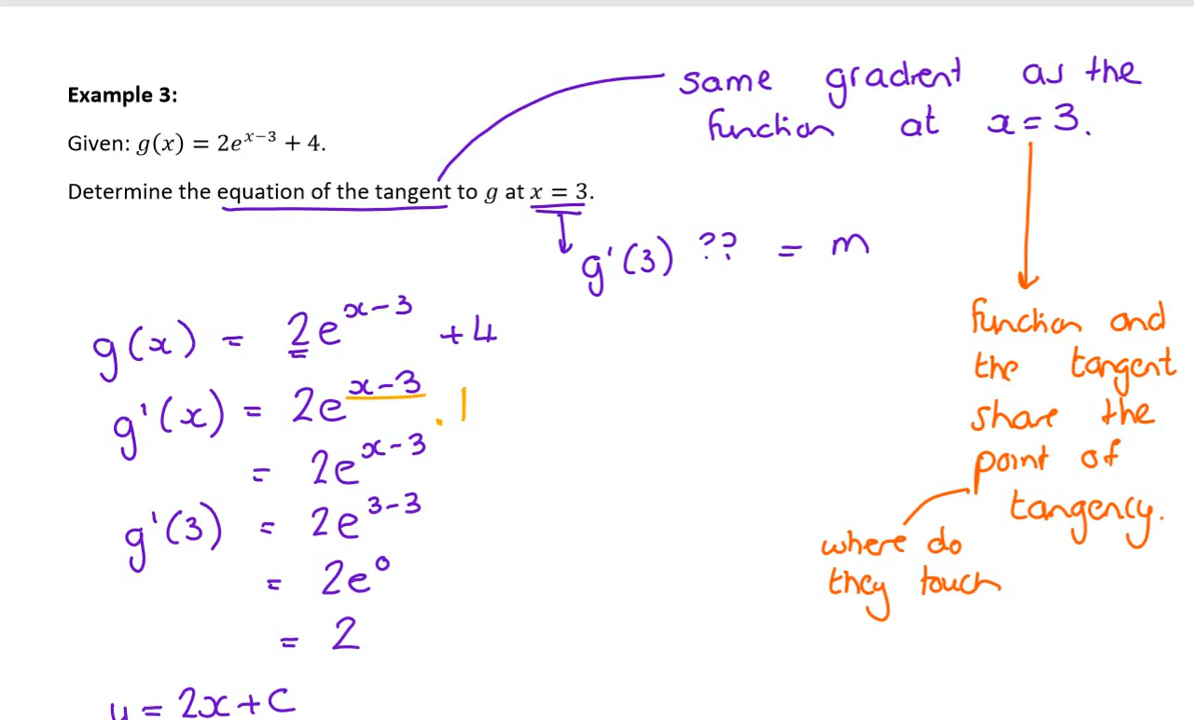 Example 3:
same gradient as the
function at x = 3.
Given: g(x) = 2e^{x−3} + 4.
Determine the equation of the tangent to g at x = 3.
g'(3) ?? = m
g(x) = 2e^{x-3} + 4
g'(x) = 2e^{x-3} . 1
= 2e^{x-3}
g'(3) = 2e^{3-3}
= 2e^0
= 2
y = 2x + C
function and
the tangent
share the
point of
tangency.
where do
they touch